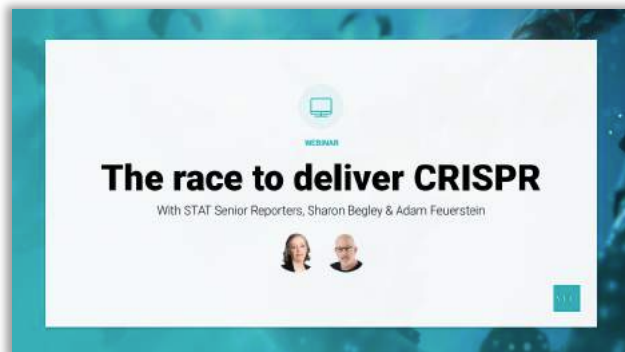 WEBINAR
The race to deliver CRISPR
With STAT Senior Reporters, Sharon Begley & Adam Feuerstein